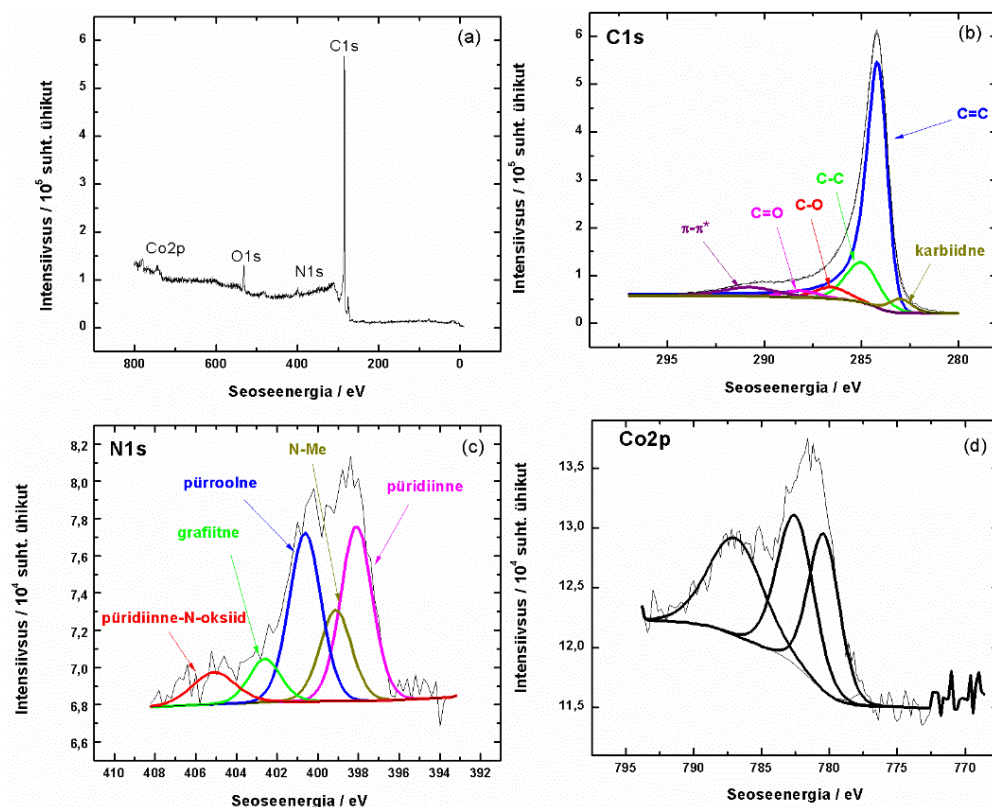 (a)
C1s
Co2p
O1s
N1s
Intensiivsus / 10⁵ suht. ühikut
6
5
4
3
2
1
0
800 600 400 200 0
Seoseenergia / eV
C1s
(b)
C=C
C-C
C-O
C=O
π-π*
karbiidne
Intensiivsus / 10⁵ suht. ühikut
6
5
4
3
2
1
0
295 290 285 280
Seoseenergia / eV
N1s
(c)
N-Me
pürroolne
püridiinne
grafiitne
püridiinne-N-oksiid
Intensiivsus / 10⁴ suht. ühikut
8,2
8,0
7,8
7,6
7,4
7,2
7,0
6,8
6,6
410 408 406 404 402 400 398 396 394 392
Seoseenergia / eV
Co2p
(d)
Intensiivsus / 10⁴ suht. ühikut
13,5
13,0
12,5
12,0
11,5
795 790 785 780 775 770
Seoseenergia / eV